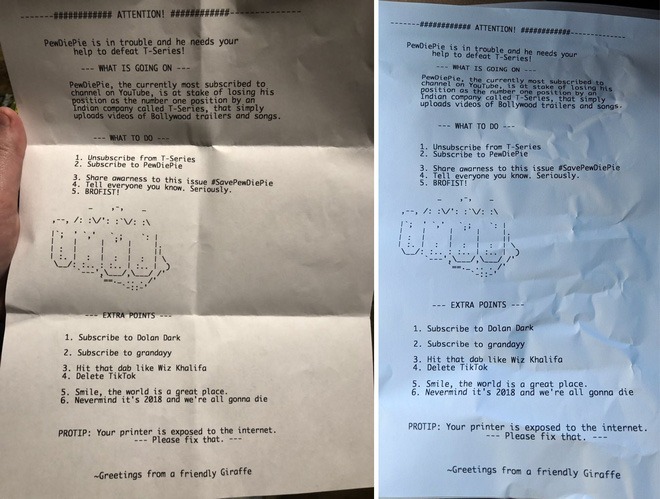 ------############ ATTENTION! ############---------------
PewDiePie is in trouble and he needs your
help to defeat T-Series!
--- WHAT IS GOING ON ---
PewDiePie, the currently most subscribed to
channel on YouTube, is at stake of losing his
position as the number one position by an
Indian company called T-Series, that simply
uploads videos of Bollywood trailers and songs.
--- WHAT TO DO ---
1. Unsubscribe from T-Series
2. Subscribe to PewDiePie
3. Share awarness to this issue #SavePewDiePie
4. Tell everyone you know. Seriously.
5. BROFIST!
--- EXTRA POINTS ---
1. Subscribe to Dolan Dark
2. Subscribe to grandayy
3. Hit that dab like Wiz Khalifa
4. Delete TikTok
5. Smile, the world is a great place.
6. Nevermind it's 2018 and we're all gonna die
PROTIP: Your printer is exposed to the internet.
--- Please fix that. ---
~Greetings from a friendly Giraffe
-------############ ATTENTION! ############---------------
PewDiePie is in trouble and he needs your
help to defeat T-Series!
--- WHAT IS GOING ON ---
PewDiePie, the currently most subscribed to
channel on YouTube, is at stake of losing his
position as the number one position by an
Indian company called T-Series, that simply
uploads videos of Bollywood trailers and songs.
--- WHAT TO DO ---
1. Unsubscribe from T-Series
2. Subscribe to PewDiePie
3. Share awarness to this issue #SavePewDiePie
4. Tell everyone you know. Seriously.
5. BROFIST!
--- EXTRA POINTS ---
1. Subscribe to Dolan Dark
2. Subscribe to grandayy
3. Hit that dab like Wiz Khalifa
4. Delete TikTok
5. Smile, the world is a great place.
6. Nevermind it's 2018 and we're all gonna die
PROTIP: Your printer is exposed to the internet.
--- Please fix that. ---
~Greetings from a friendly Giraffe